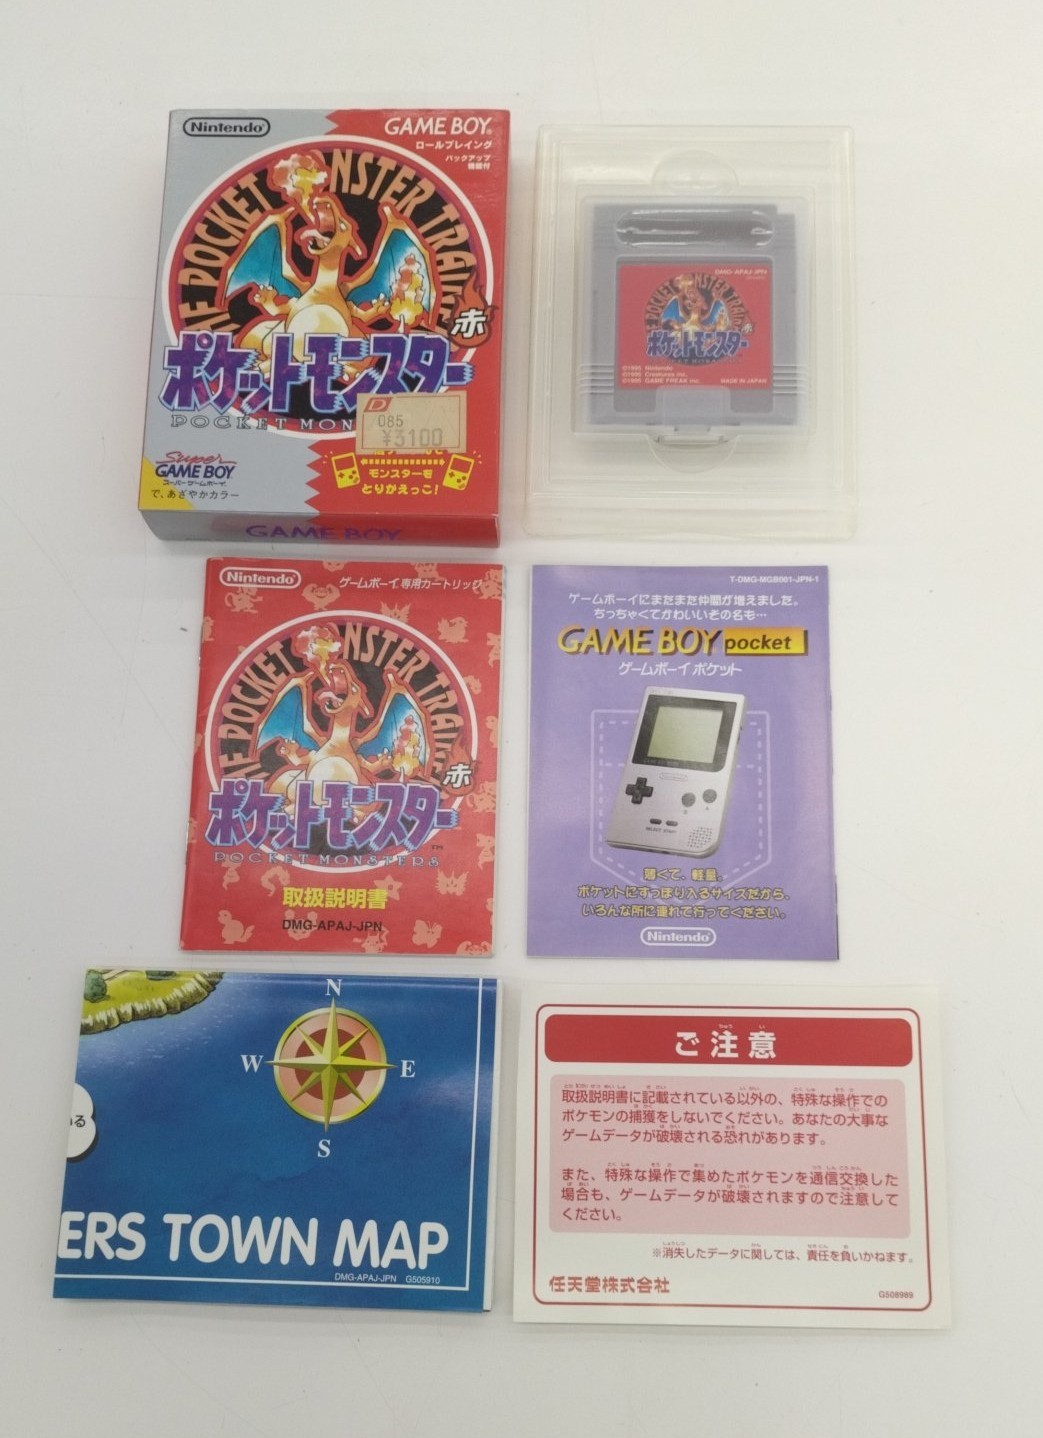 Nintendo
GAME BOY
ロールプレイング
バックアップ
機能付
THE POCKET MONSTER TRAINER
赤
ポケットモンスター
POCKET MON
D
085
¥3100
Super
GAME BOY
スーパーゲームボーイ
で、あざやかカラー
モンスターを
とりかえっこ!
GAME BOY
DMG-APAJ-JPN
赤
ポケットモンスター
©1995 Nintendo
©1995 Creatures inc.
©1995 GAME FREAK inc.
MADE IN JAPAN
Nintendo
ゲームボーイ専用カートリッジ
THE POCKET MONSTER TRAINER
赤
ポケットモンスター
TM
POCKET MONSTERS
取扱説明書
DMG-APAJ-JPN
T-DMG-MGB001-JPN-1
ゲームボーイにまたまた仲間が増えました。
ちっちゃくてかわいいその名も…
GAME BOY pocket
ゲームボーイ ポケット
Nintendo
SELECT START
薄くて、軽量。
ポケットにすっぽり入るサイズだから、
いろんな所に連れて行ってください。
Nintendo
N
W E
S
いる
ERS TOWN MAP
DMG-APAJ-JPN G505910
ご注意
取扱説明書に記載されている以外の、特殊な操作での
ポケモンの捕獲をしないでください。あなたの大事な
ゲームデータが破壊される恐れがあります。
また、特殊な操作で集めたポケモンを通信交換した
場合も、ゲームデータが破壊されますので注意して
ください。
※消失したデータに関しては、責任を負いかねます。
任天堂株式会社
G508989